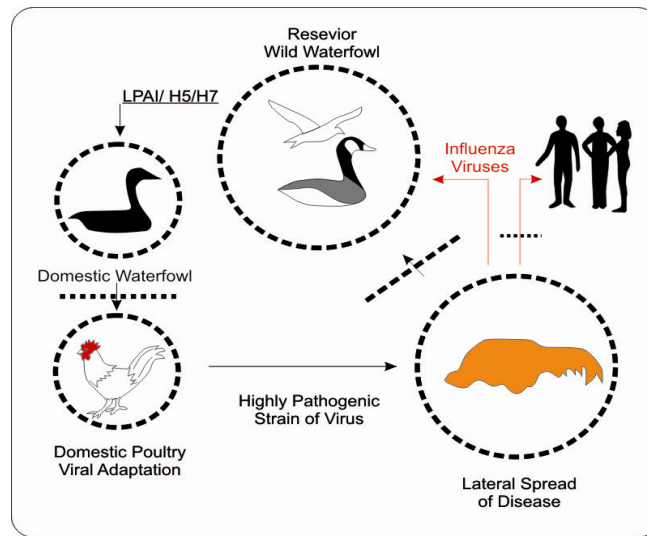 Resevior
Wild Waterfowl
LPAI/ H5/H7
Influenza
Viruses
Domestic Waterfowl
Highly Pathogenic
Strain of Virus
Domestic Poultry
Viral Adaptation
Lateral Spread
of Disease